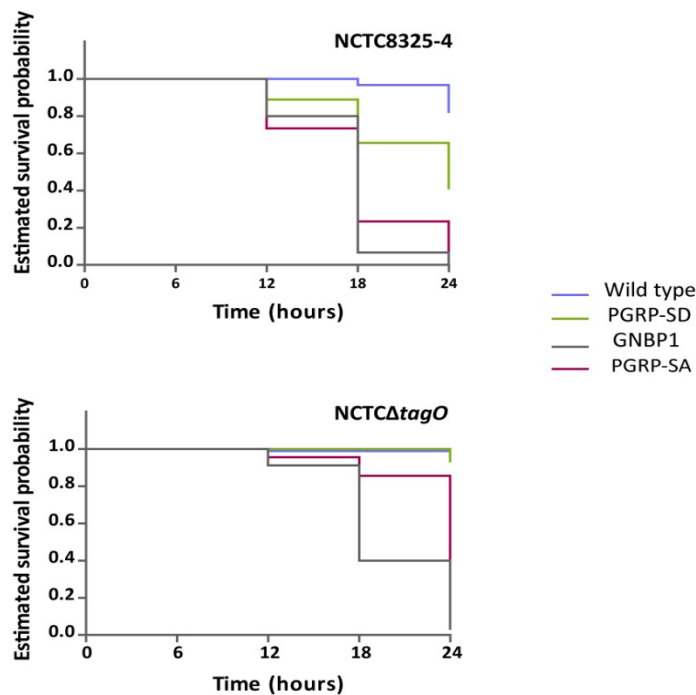 NCTC8325-4
Estimated survival probability
1.0
0.8
0.6
0.4
0.2
0.0
0 6 12 18 24
Time (hours)
Wild type
PGRP-SD
GNBP1
PGRP-SA
NCTCΔtagO
Estimated survival probability
1.0
0.8
0.6
0.4
0.2
0.0
0 6 12 18 24
Time (hours)